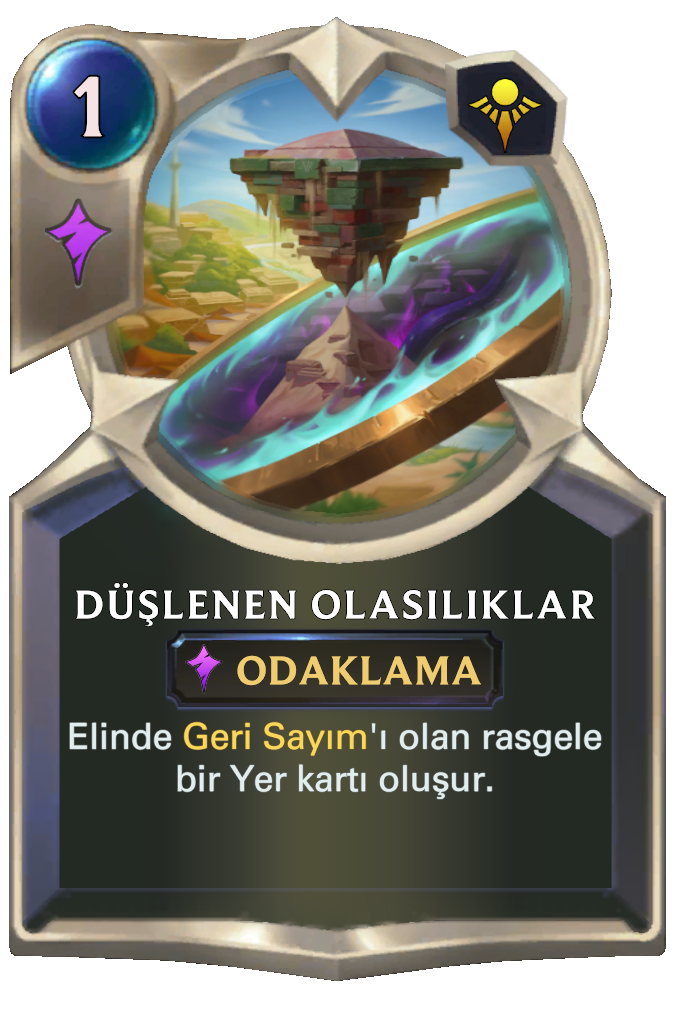 1
DÜŞLENEN OLASILIKLAR
ODAKLAMA
Elinde Geri Sayım'ı olan rasgele
bir Yer kartı oluşur.